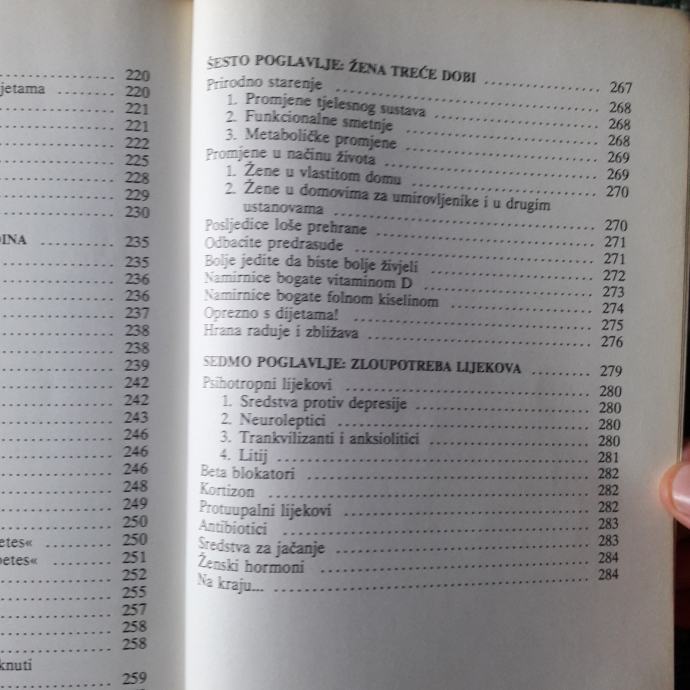 220
jetama ........ 220
221
221
222
225
228
229
230
INA ........ 235
235
236
236
237
238
238
239
242
242
243
246
246
246
248
249
250
etes« ........ 250
etes« ........ 251
252
255
257
258
258
knuti
259
ŠESTO POGLAVLJE: ŽENA TREĆE DOBI ........ 267
Prirodno starenje ........ 268
1. Promjene tjelesnog sustava ........ 268
2. Funkcionalne smetnje ........ 268
3. Metaboličke promjene ........ 269
Promjene u načinu života ........ 269
1. Žene u vlastitom domu ........ 270
2. Žene u domovima za umirovljenike i u drugim
ustanovama ........ 270
Posljedice loše prehrane ........ 271
Odbacite predrasude ........ 271
Bolje jedite da biste bolje živjeli ........ 272
Namirnice bogate vitaminom D ........ 273
Namirnice bogate folnom kiselinom ........ 274
Oprezno s dijetama! ........ 275
Hrana raduje i zbližava ........ 276
SEDMO POGLAVLJE: ZLOUPOTREBA LIJEKOVA ........ 279
Psihotropni lijekovi ........ 280
1. Sredstva protiv depresije ........ 280
2. Neuroleptici ........ 280
3. Trankvilizanti i anksiolitici ........ 280
4. Litij ........ 281
Beta blokatori ........ 282
Kortizon ........ 282
Protuupalni lijekovi ........ 282
Antibiotici ........ 283
Sredstva za jačanje ........ 283
Ženski hormoni ........ 284
Na kraju... ........ 284